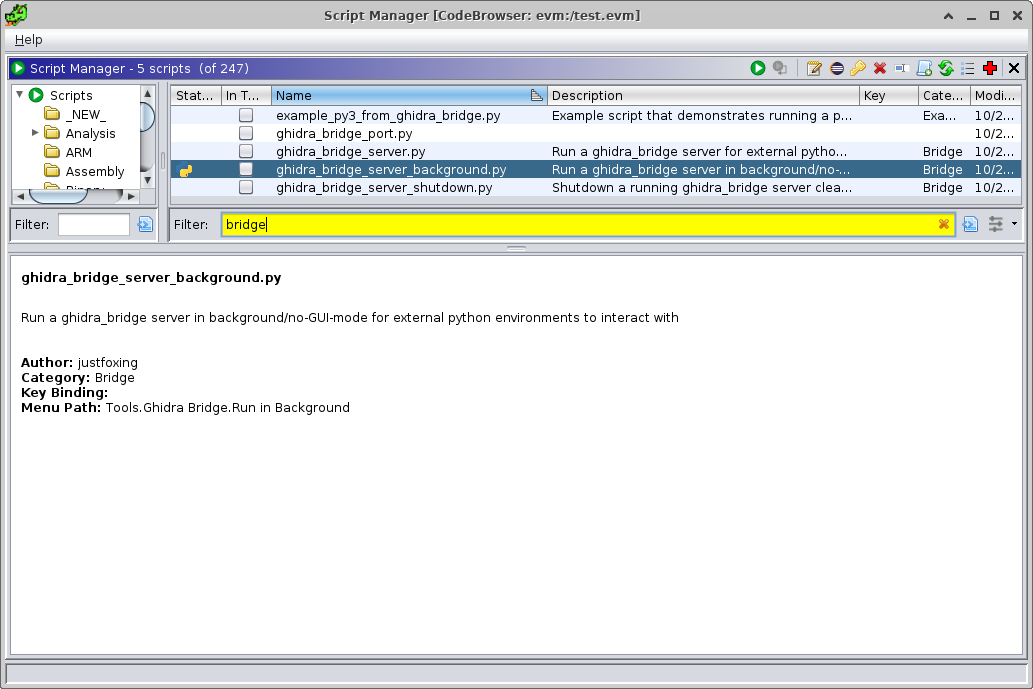 Script Manager [CodeBrowser: evm:/test.evm]
Help
Script Manager - 5 scripts (of 247)
Scripts
_NEW_
Analysis
ARM
Assembly
Filter:
Stat... In T... Name Description Key Cate... Modi...
example_py3_from_ghidra_bridge.py Example script that demonstrates running a p... Exa... 10/2...
ghidra_bridge_port.py 10/2...
ghidra_bridge_server.py Run a ghidra_bridge server for external pytho... Bridge 10/2...
ghidra_bridge_server_background.py Run a ghidra_bridge server in background/no-... Bridge 10/2...
ghidra_bridge_server_shutdown.py Shutdown a running ghidra_bridge server clea... Bridge 10/2...
Filter: bridge
ghidra_bridge_server_background.py
Run a ghidra_bridge server in background/no-GUI-mode for external python environments to interact with
Author: justfoxing
Category: Bridge
Key Binding:
Menu Path: Tools.Ghidra Bridge.Run in Background